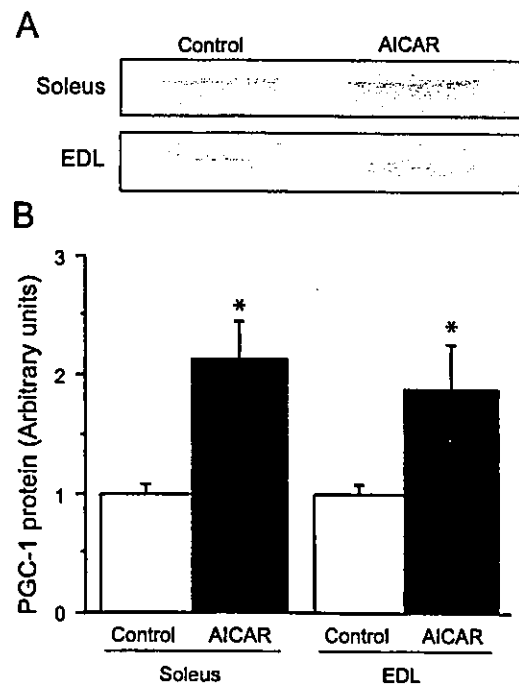 A
Control AICAR
Soleus
EDL
B
PGC-1 protein (Arbitrary units)
3
2
1
0
* *
Control AICAR Control AICAR
Soleus EDL